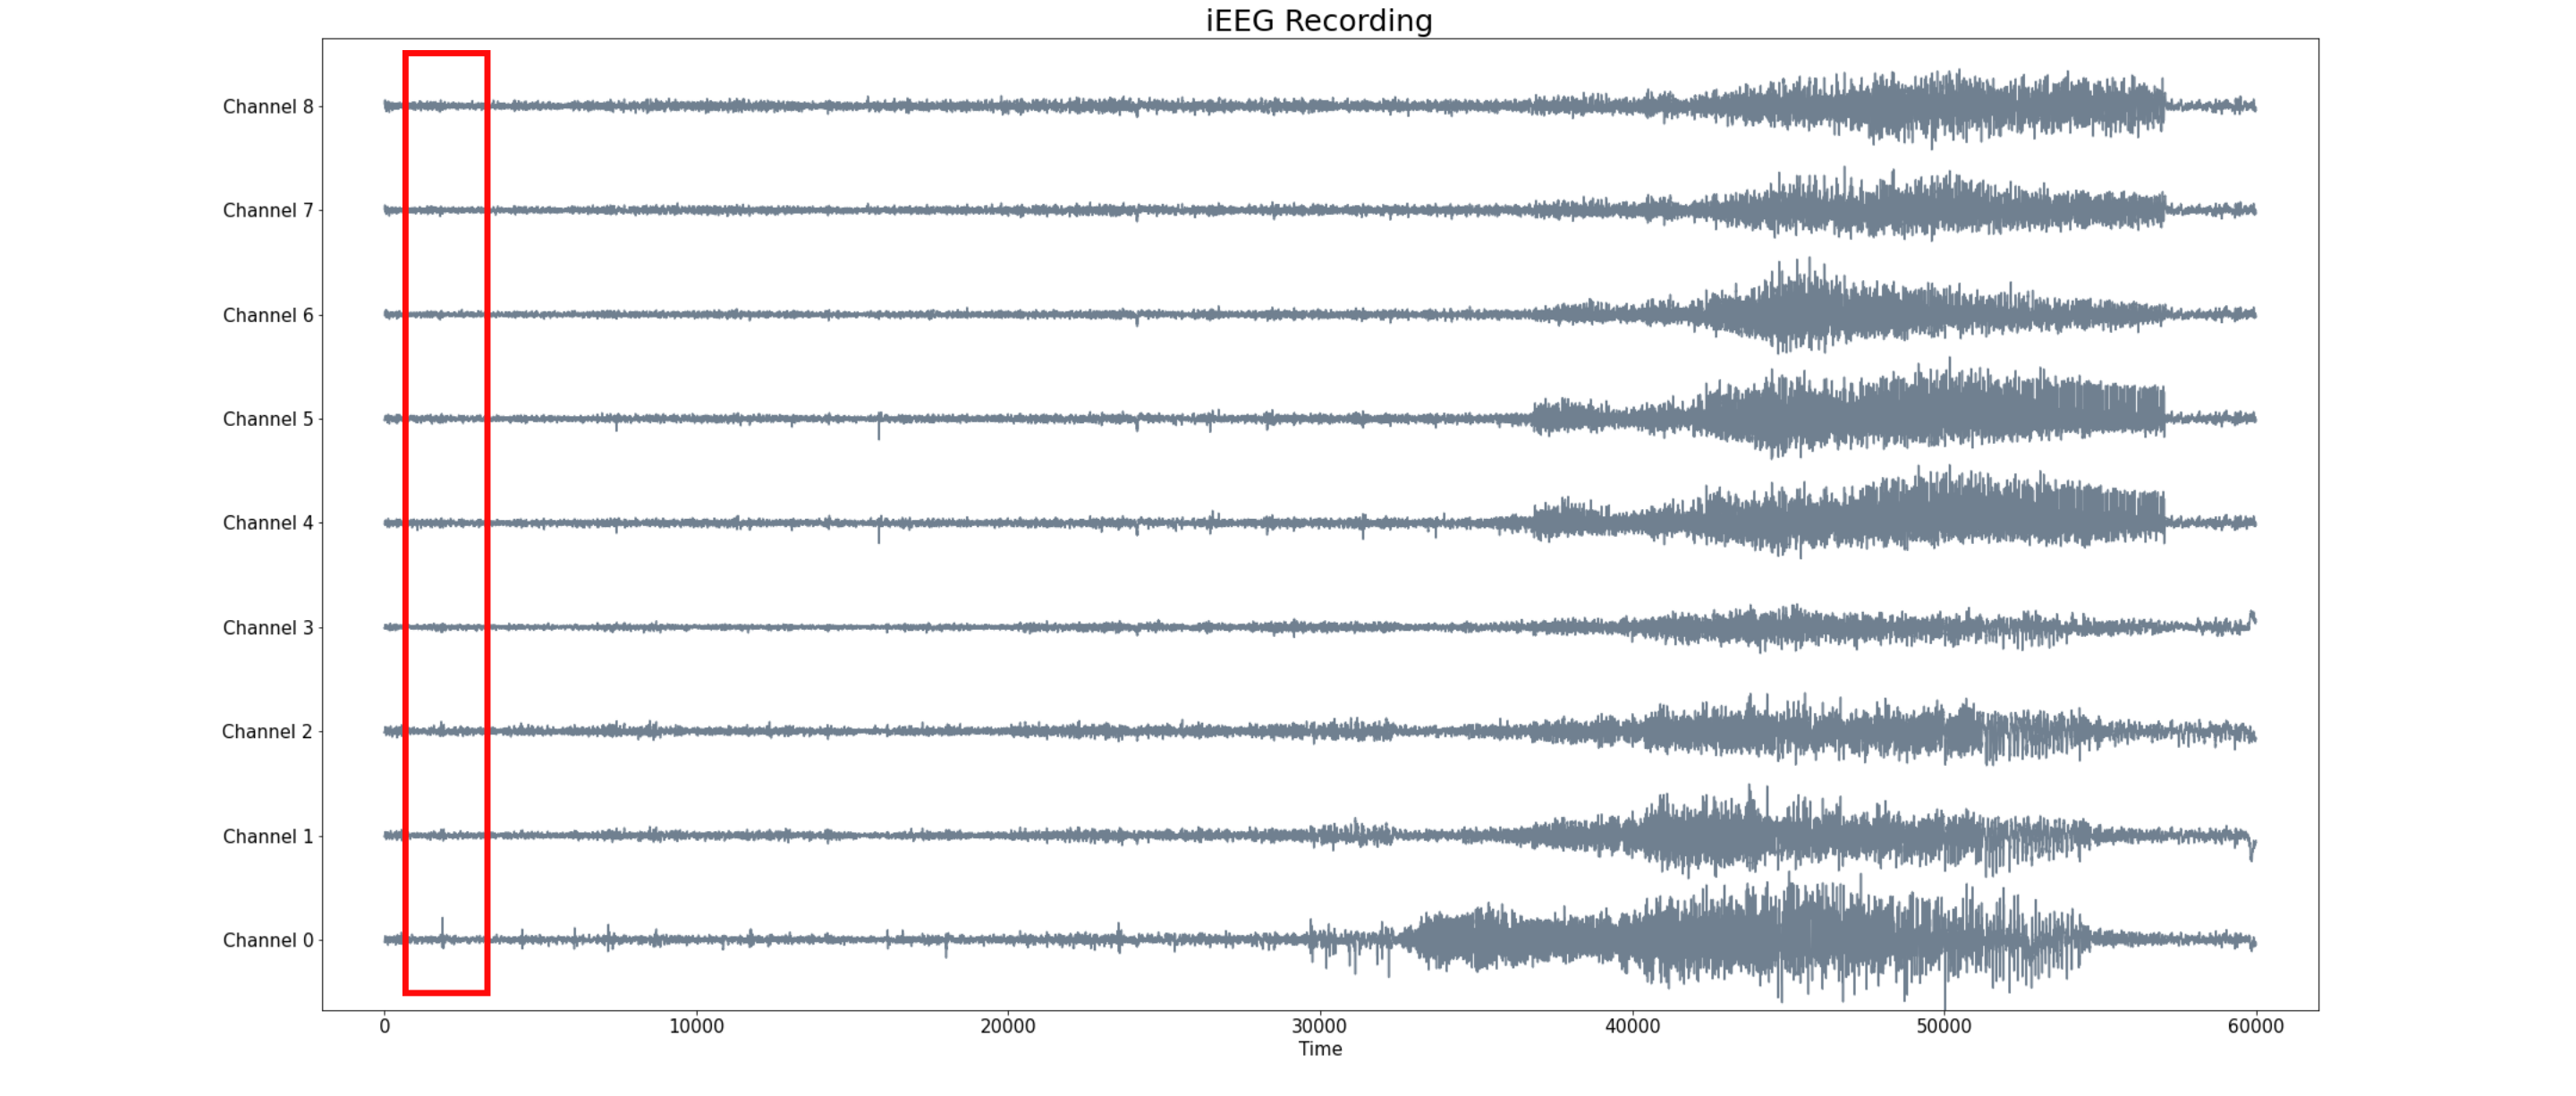 iEEG Recording
Channel 8
Channel 7
Channel 6
Channel 5
Channel 4
Channel 3
Channel 2
Channel 1
Channel 0
0 10000 20000 30000 40000 50000 60000
Time